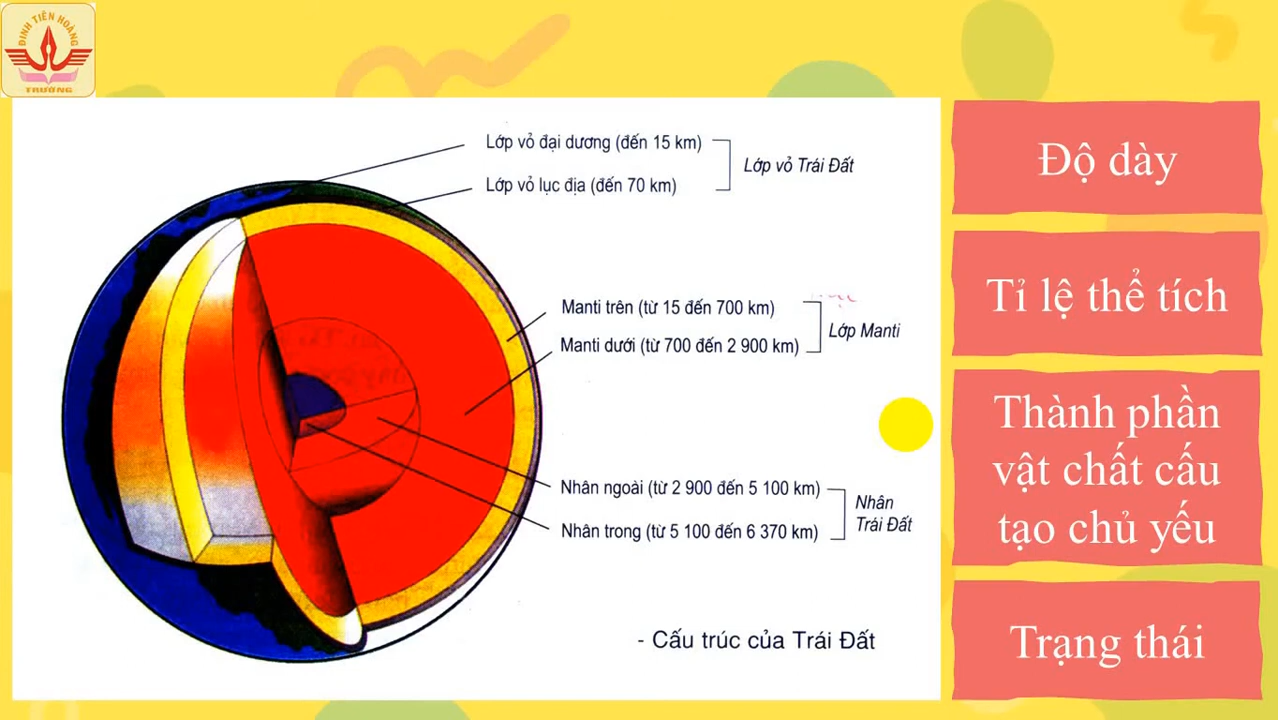 ĐINH TIÊN HOÀNG
TRƯỜNG
Lớp vỏ đại dương (đến 15 km)
Lớp vỏ lục địa (đến 70 km)
Lớp vỏ Trái Đất
Manti trên (từ 15 đến 700 km)
Manti dưới (từ 700 đến 2 900 km)
Lớp Manti
Nhân ngoài (từ 2 900 đến 5 100 km)
Nhân trong (từ 5 100 đến 6 370 km)
Nhân
Trái Đất
- Cấu trúc của Trái Đất
Độ dày
Tỉ lệ thể tích
Thành phần
vật chất cấu
tạo chủ yếu
Trạng thái